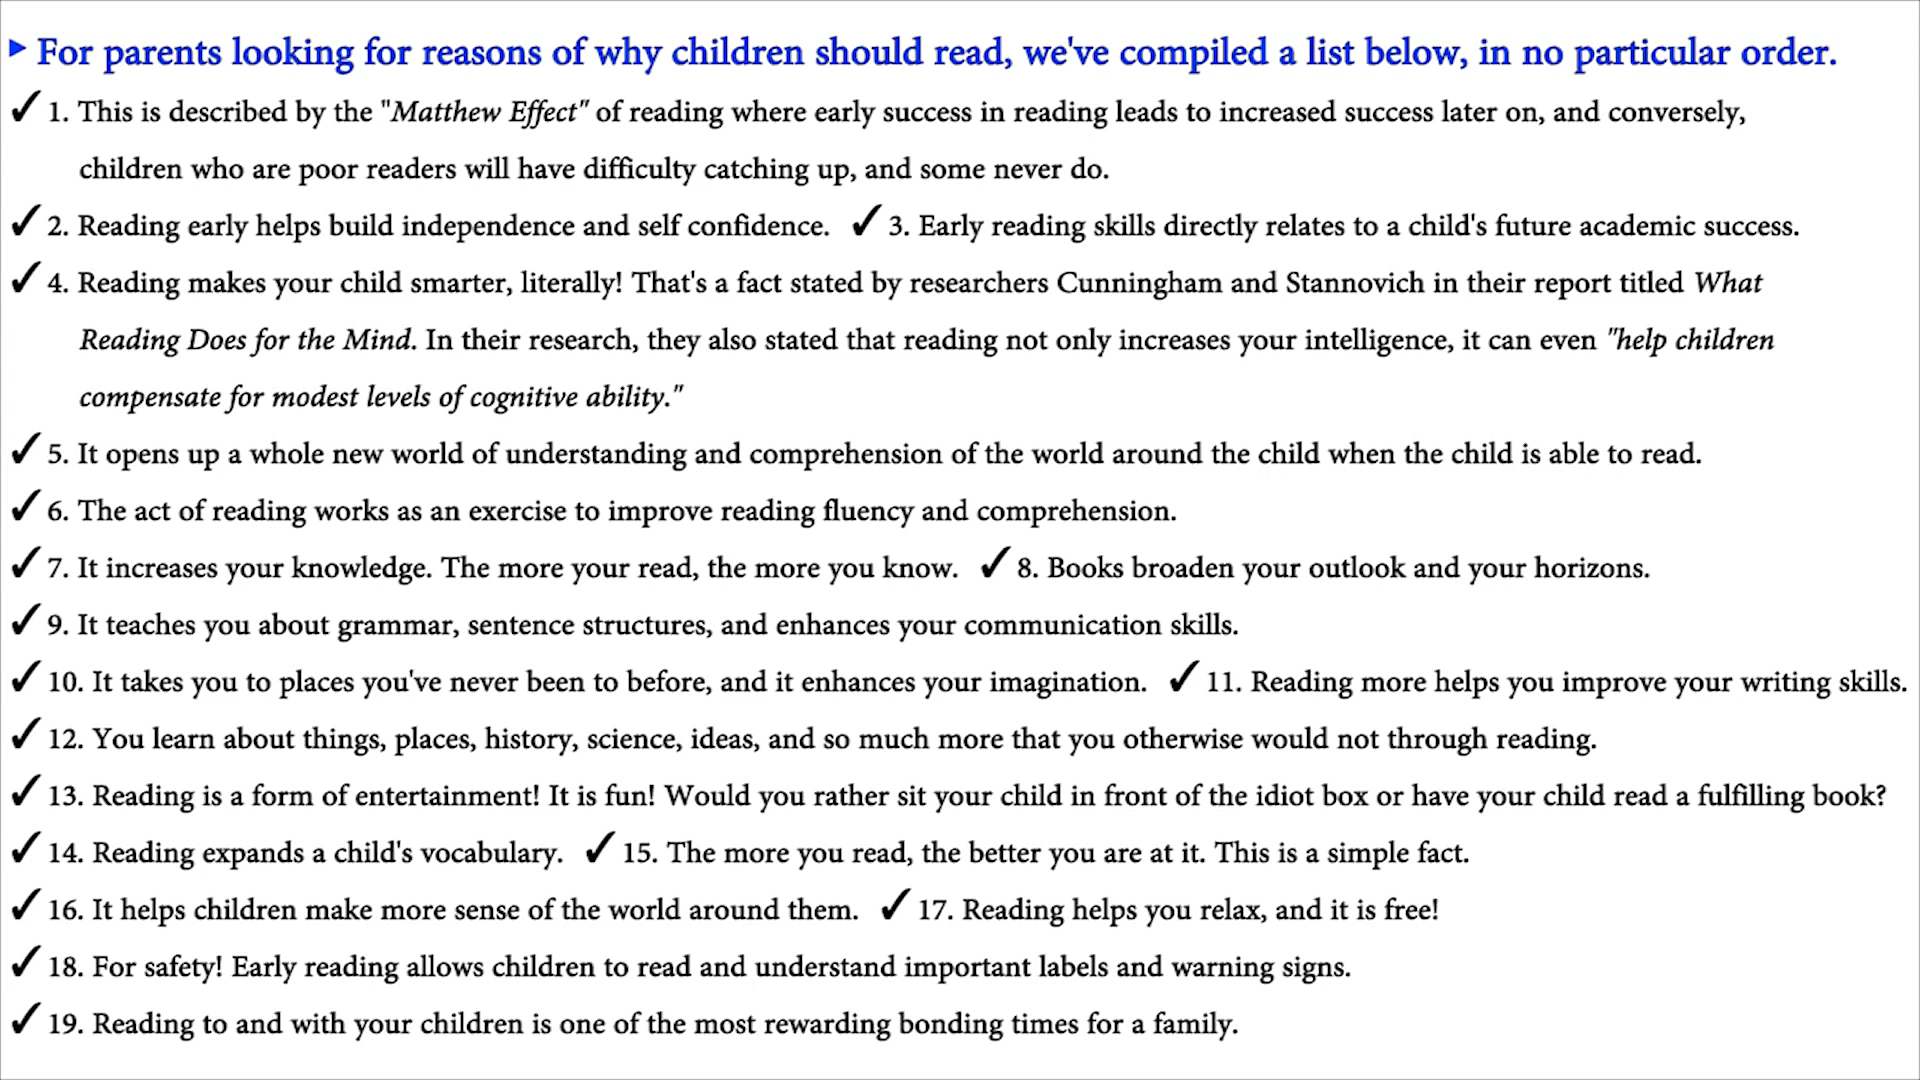 ▶ For parents looking for reasons of why children should read, we've compiled a list below, in no particular order.
✓ 1. This is described by the "Matthew Effect" of reading where early success in reading leads to increased success later on, and conversely,
children who are poor readers will have difficulty catching up, and some never do.
✓ 2. Reading early helps build independence and self confidence. ✓ 3. Early reading skills directly relates to a child's future academic success.
✓ 4. Reading makes your child smarter, literally! That's a fact stated by researchers Cunningham and Stannovich in their report titled What
Reading Does for the Mind. In their research, they also stated that reading not only increases your intelligence, it can even "help children
compensate for modest levels of cognitive ability."
✓ 5. It opens up a whole new world of understanding and comprehension of the world around the child when the child is able to read.
✓ 6. The act of reading works as an exercise to improve reading fluency and comprehension.
✓ 7. It increases your knowledge. The more your read, the more you know. ✓ 8. Books broaden your outlook and your horizons.
✓ 9. It teaches you about grammar, sentence structures, and enhances your communication skills.
✓ 10. It takes you to places you've never been to before, and it enhances your imagination. ✓ 11. Reading more helps you improve your writing skills.
✓ 12. You learn about things, places, history, science, ideas, and so much more that you otherwise would not through reading.
✓ 13. Reading is a form of entertainment! It is fun! Would you rather sit your child in front of the idiot box or have your child read a fulfilling book?
✓ 14. Reading expands a child's vocabulary. ✓ 15. The more you read, the better you are at it. This is a simple fact.
✓ 16. It helps children make more sense of the world around them. ✓ 17. Reading helps you relax, and it is free!
✓ 18. For safety! Early reading allows children to read and understand important labels and warning signs.
✓ 19. Reading to and with your children is one of the most rewarding bonding times for a family.